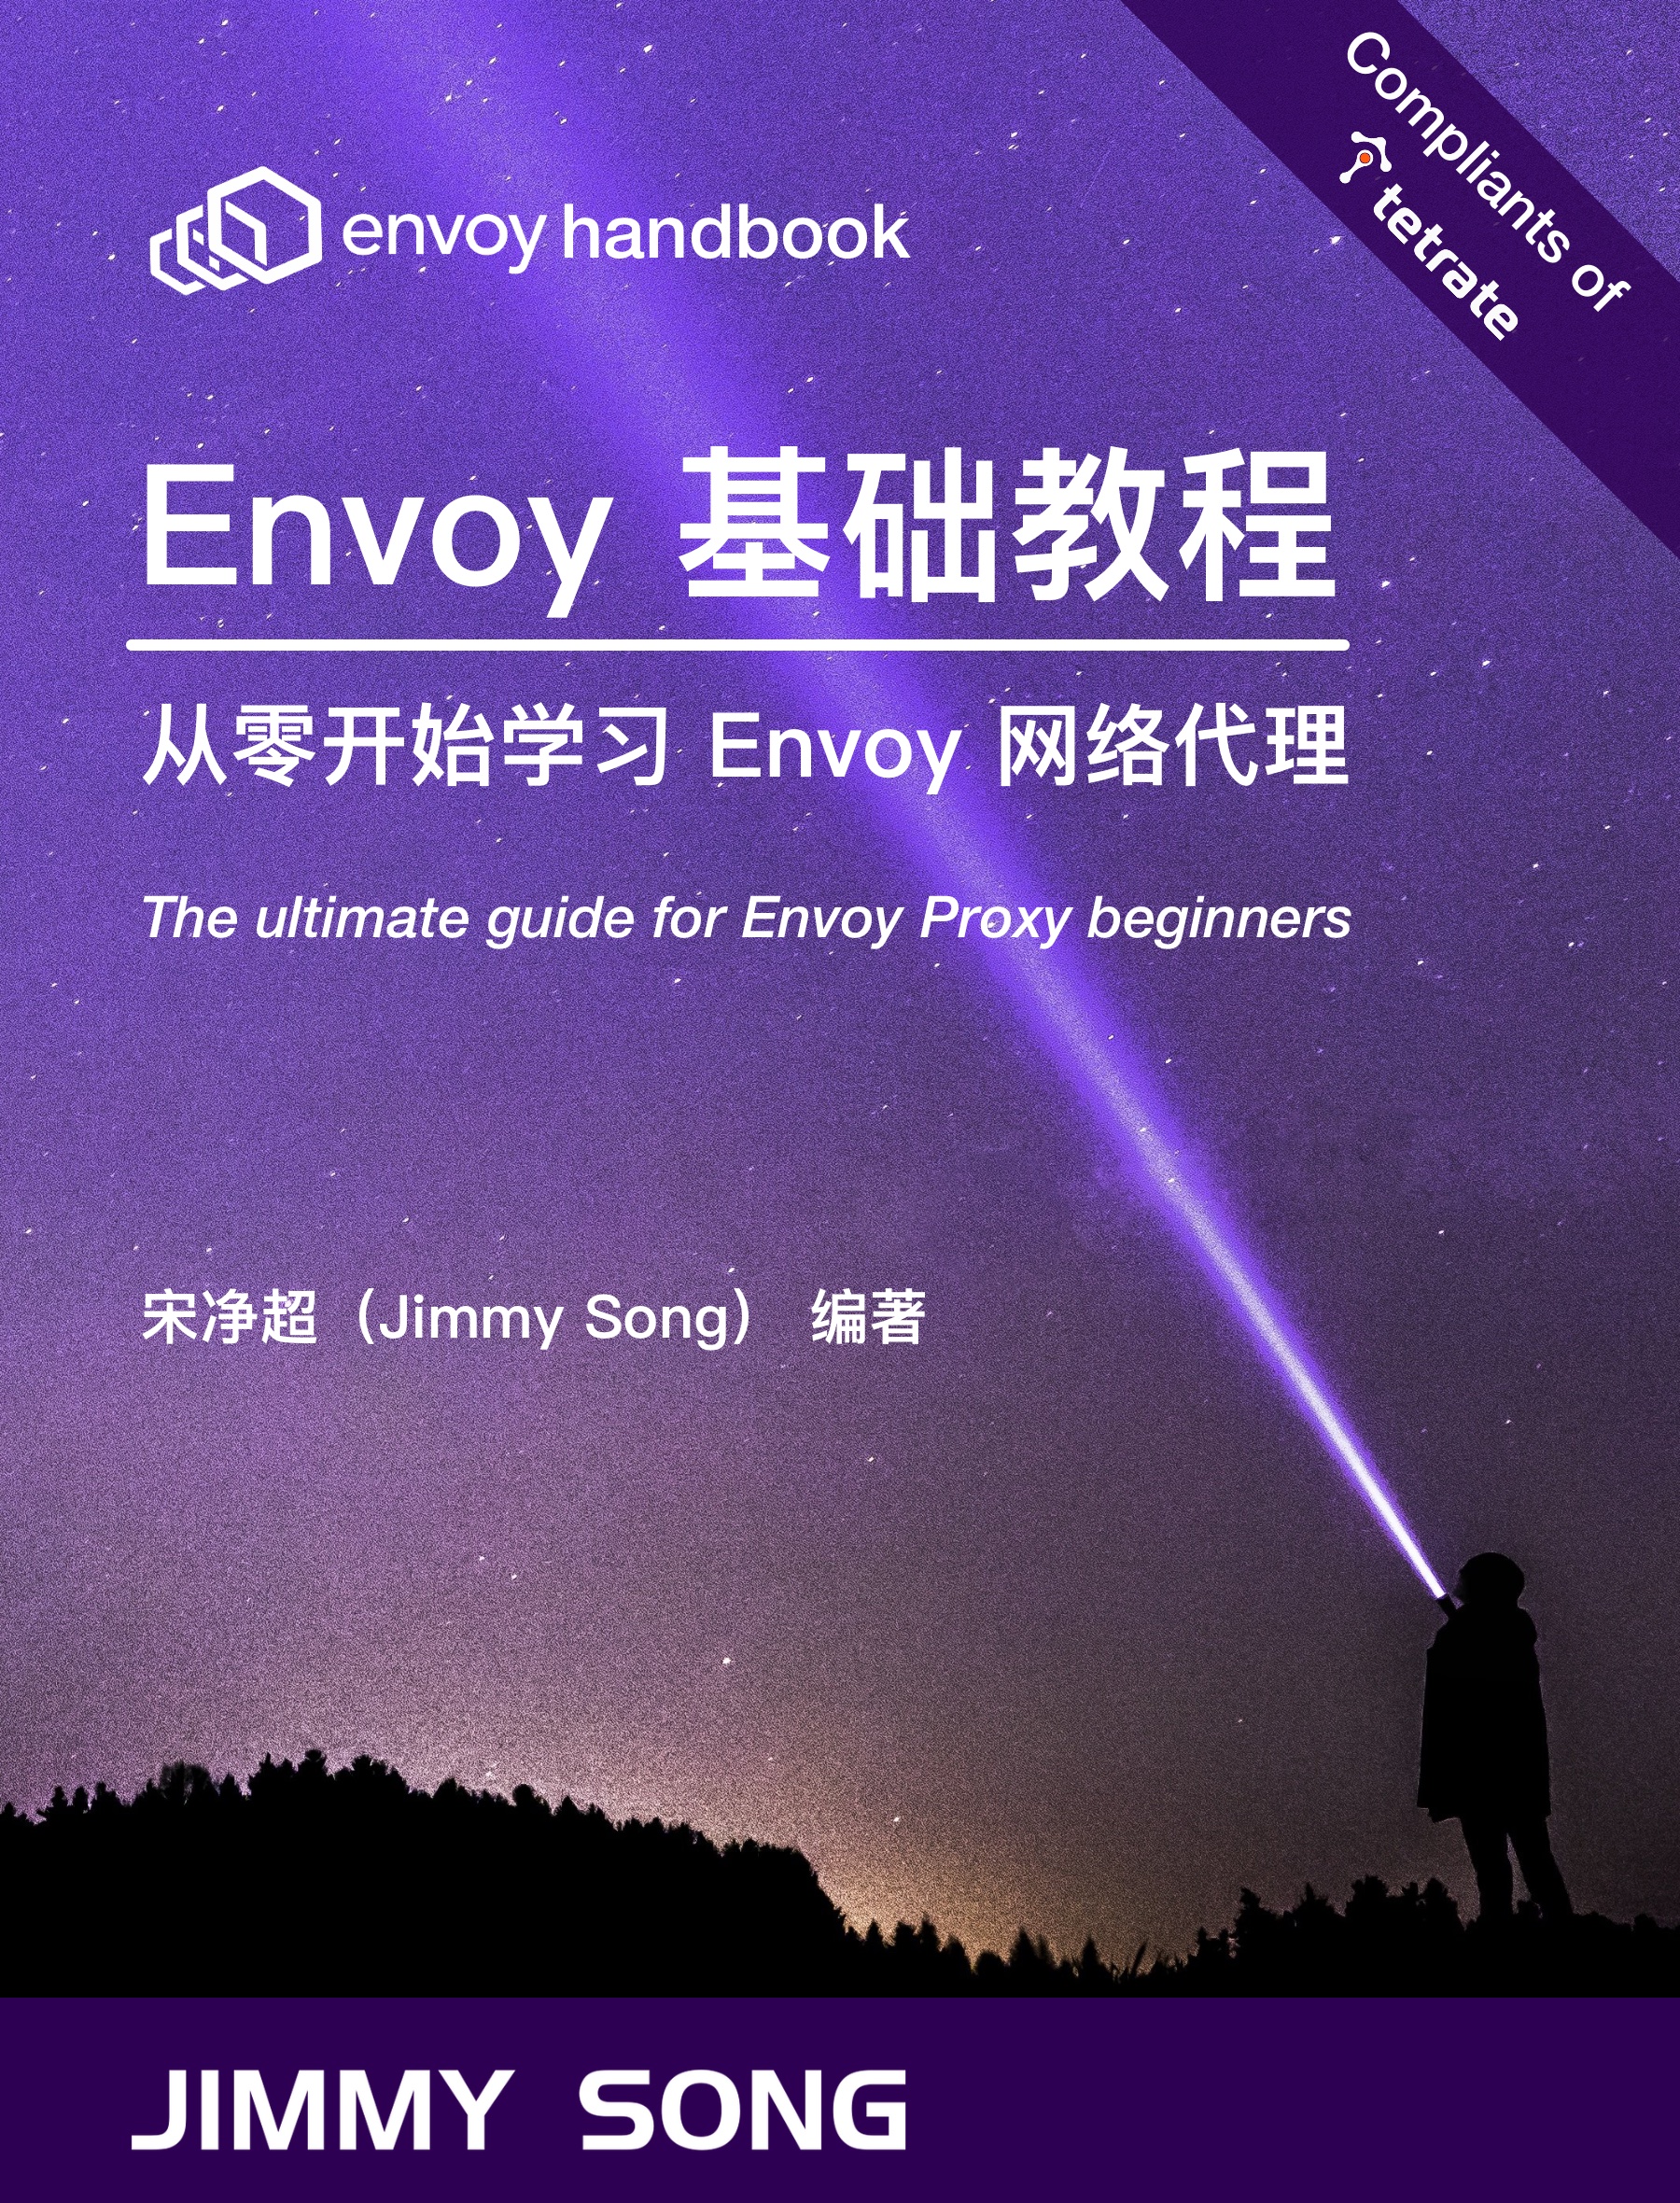 Compliants of
tetrate
envoy handbook
Envoy 基础教程
从零开始学习 Envoy 网络代理
The ultimate guide for Envoy Proxy beginners
宋净超（Jimmy Song） 编著
JIMMY SONG